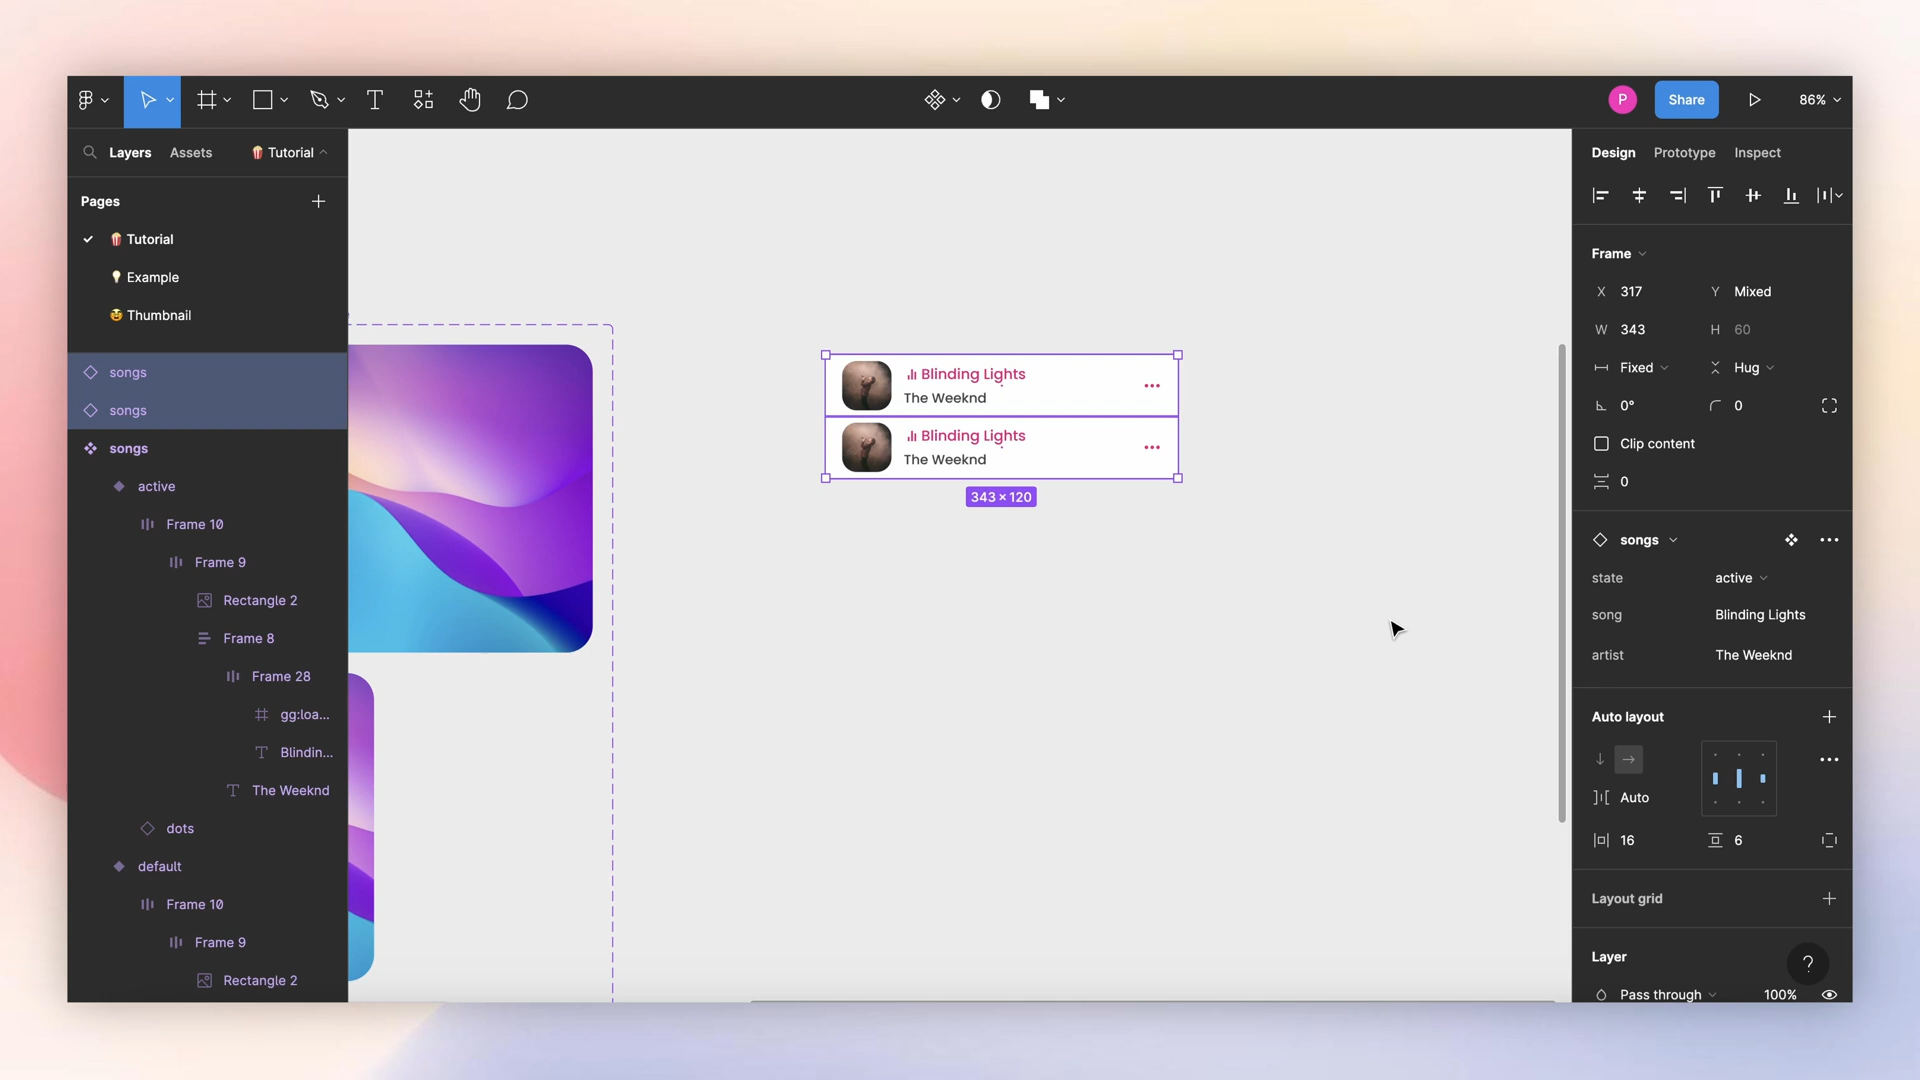 P
Share
86%
Layers
Assets
Tutorial
Design
Prototype
Inspect
Pages
Tutorial
Example
Thumbnail
songs
songs
songs
active
Frame 10
Frame 9
Rectangle 2
Frame 8
Frame 28
gg:loa...
Blindin...
The Weeknd
dots
default
Frame 10
Frame 9
Rectangle 2
Blinding Lights
The Weeknd
Blinding Lights
The Weeknd
343 × 120
Frame
X 317 Y Mixed
W 343 H 60
Fixed Hug
0° 0
Clip content
0
songs
state active
song Blinding Lights
artist The Weeknd
Auto layout
Auto
16 6
Layout grid
Layer
?
Pass through 100%